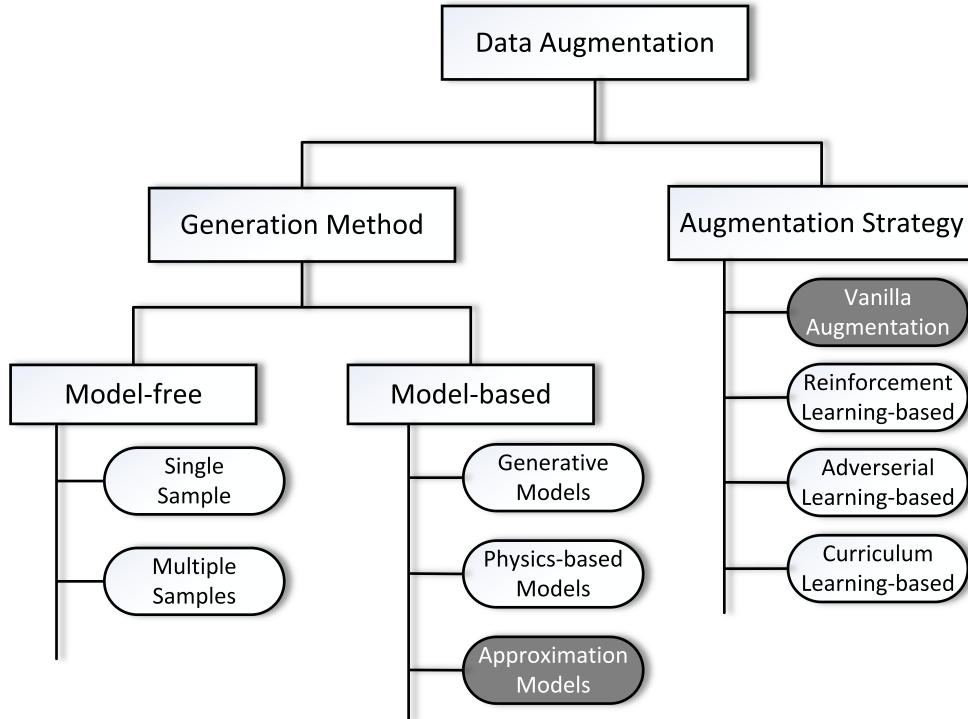 Data Augmentation
Generation Method
Augmentation Strategy
Model-free
Single
Sample
Multiple
Samples
Model-based
Generative
Models
Physics-based
Models
Approximation
Models
Vanilla
Augmentation
Reinforcement
Learning-based
Adverserial
Learning-based
Curriculum
Learning-based